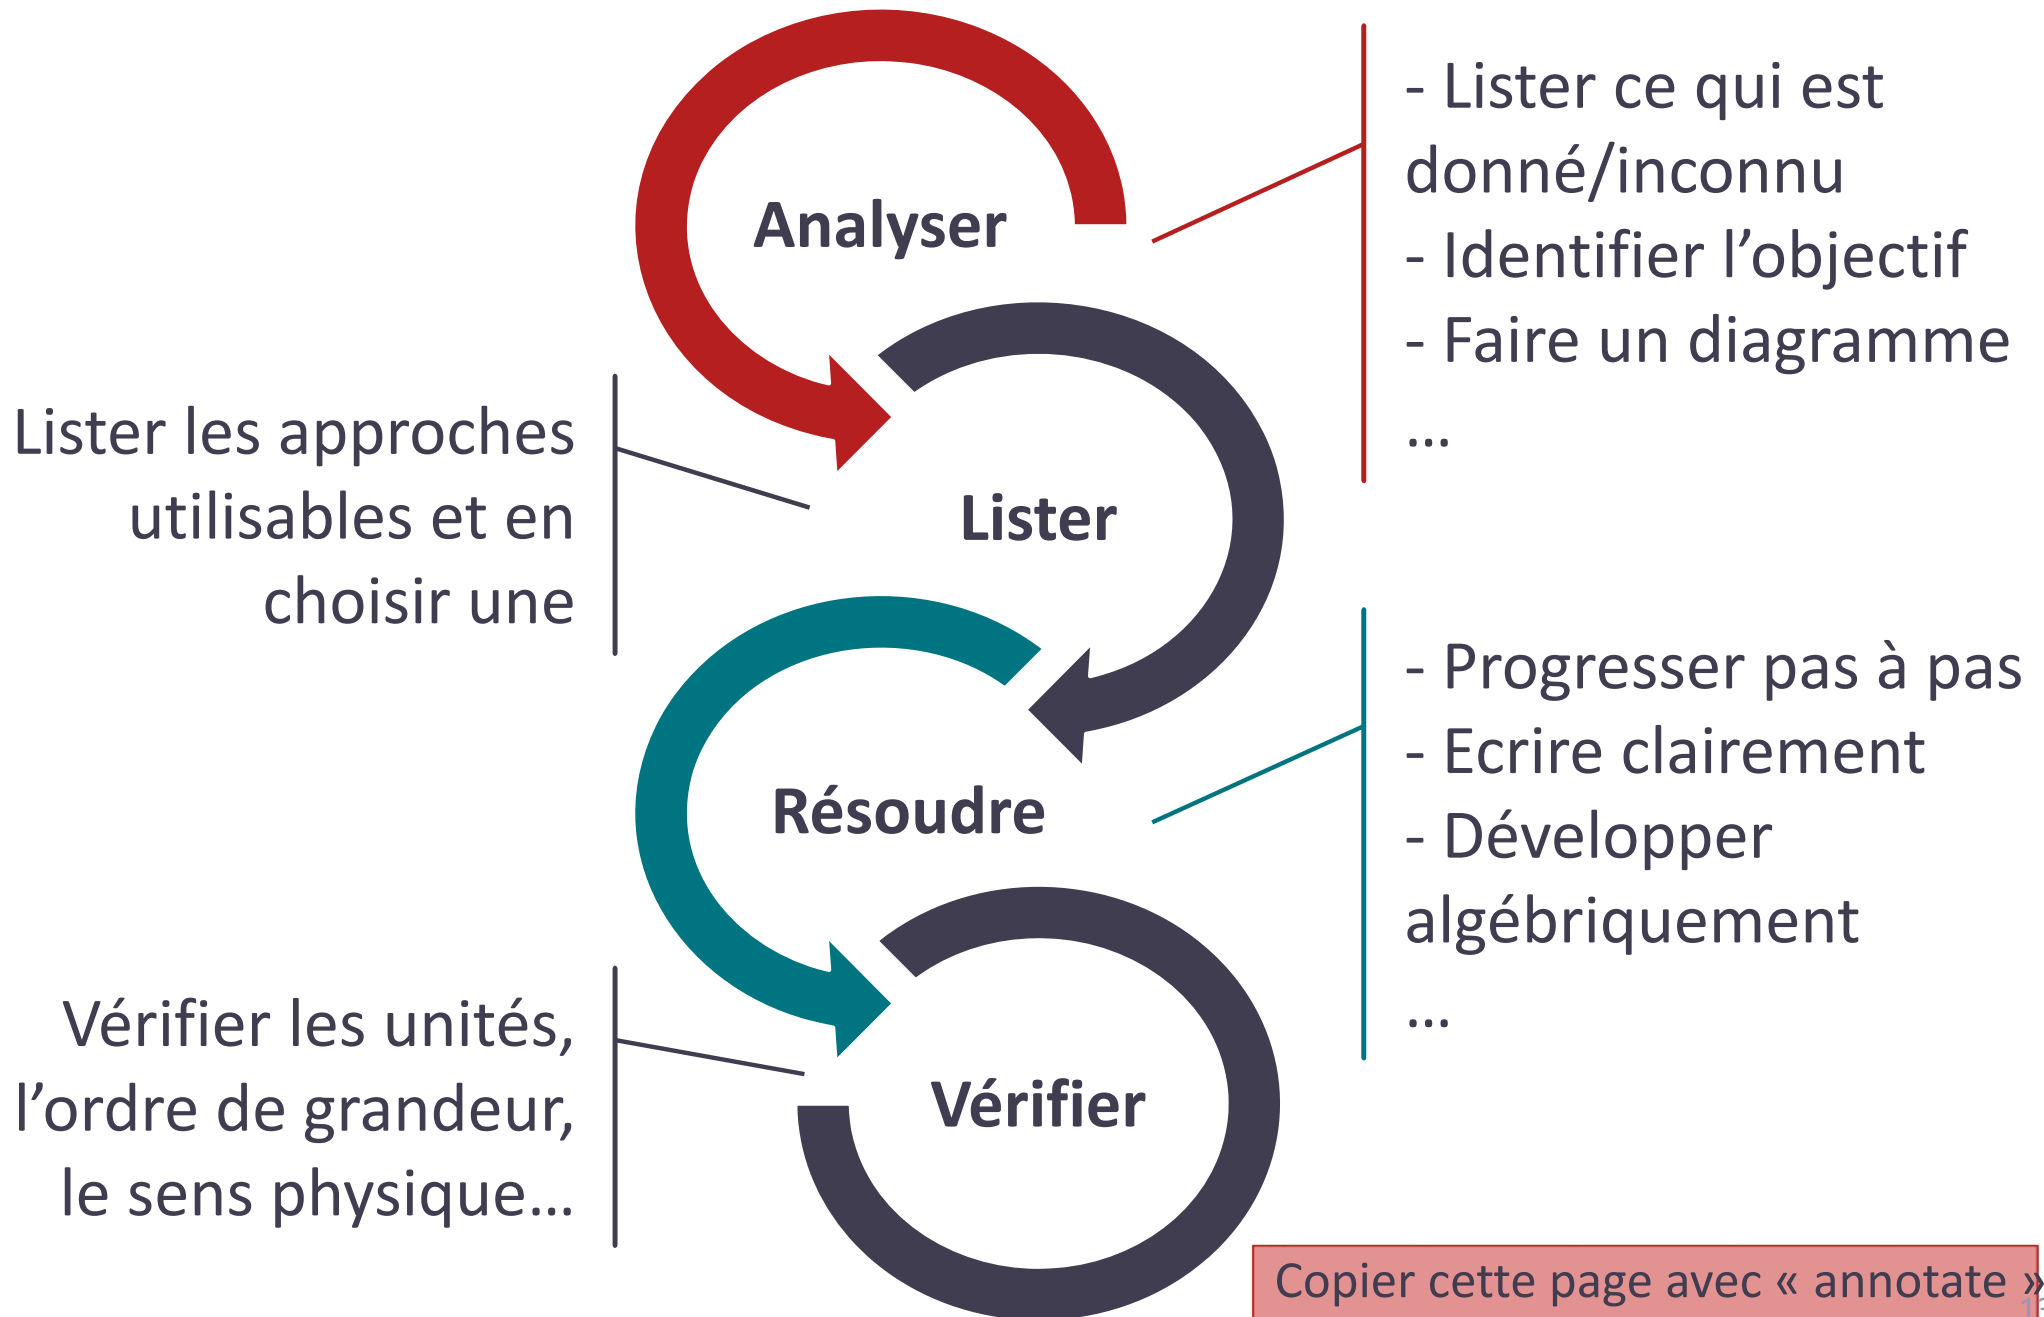 Analyser
- Lister ce qui est
donné/inconnu
- Identifier l’objectif
- Faire un diagramme
…
Lister les approches
utilisables et en
choisir une
Lister
Résoudre
- Progresser pas à pas
- Ecrire clairement
- Développer
algébriquement
…
Vérifier les unités,
l’ordre de grandeur,
le sens physique…
Vérifier
Copier cette page avec « annotate »